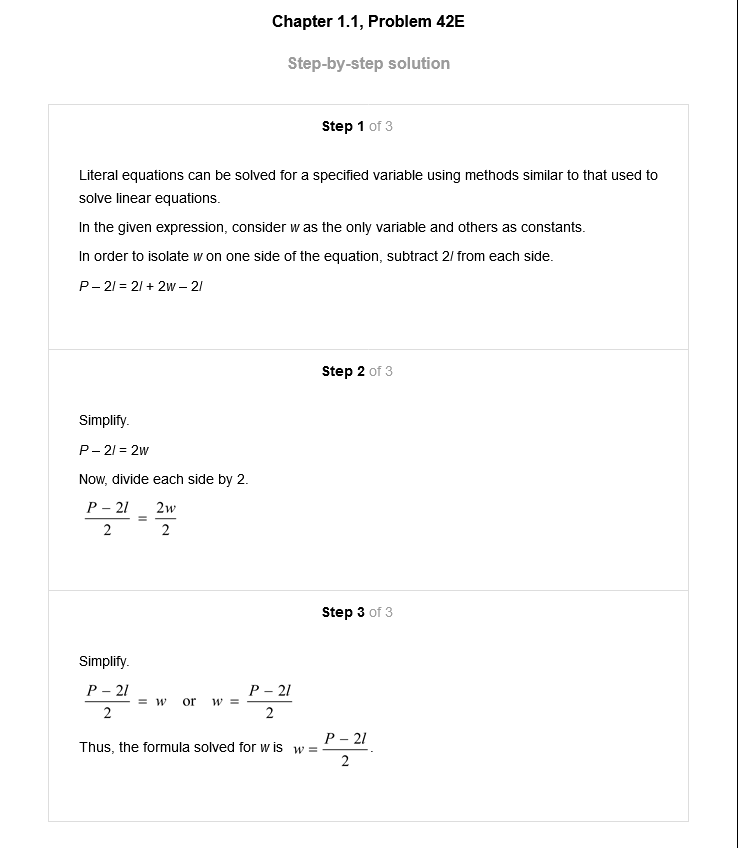 Chapter 1.1, Problem 42E
Step-by-step solution
Step 1 of 3
Literal equations can be solved for a specified variable using methods similar to that used to
solve linear equations.
In the given expression, consider w as the only variable and others as constants.
In order to isolate w on one side of the equation, subtract 2l from each side.
P – 2l = 2l + 2w – 2l
Step 2 of 3
Simplify.
P – 2l = 2w
Now, divide each side by 2.
(P – 2l)/2 = 2w/2
Step 3 of 3
Simplify.
(P – 2l)/2 = w or w = (P – 2l)/2
Thus, the formula solved for w is w = (P – 2l)/2.